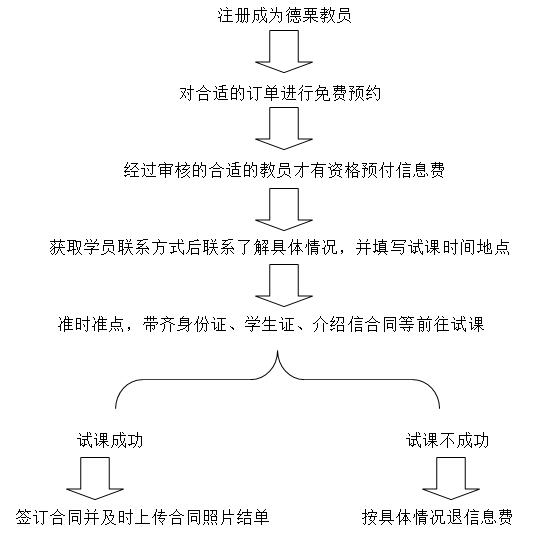 注册成为德栗教员
对合适的订单进行免费预约
经过审核的合适的教员才有资格预付信息费
获取学员联系方式后联系了解具体情况，并填写试课时间地点
准时准点，带齐身份证、学生证、介绍信合同等前往试课
试课成功
试课不成功
签订合同并及时上传合同照片结单
按具体情况退信息费